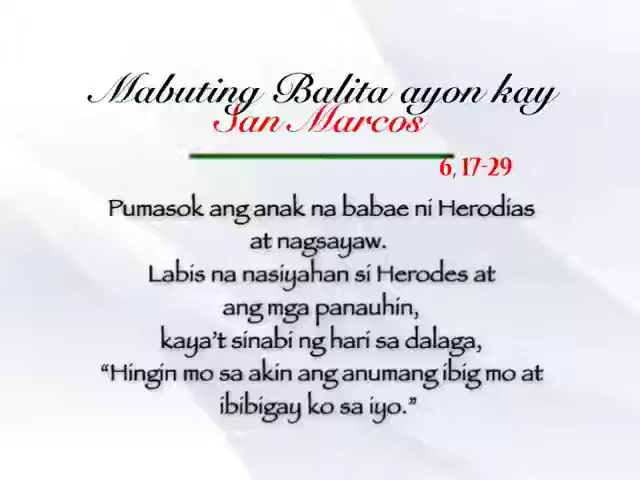 Mabuting Balita ayon kay
San Marcos
6, 17-29
Pumasok ang anak na babae ni Herodias
at nagsayaw.
Labis na nasiyahan si Herodes at
ang mga panauhin,
kaya't sinabi ng hari sa dalaga,
“Hingin mo sa akin ang anumang ibig mo at
ibibigay ko sa iyo.”